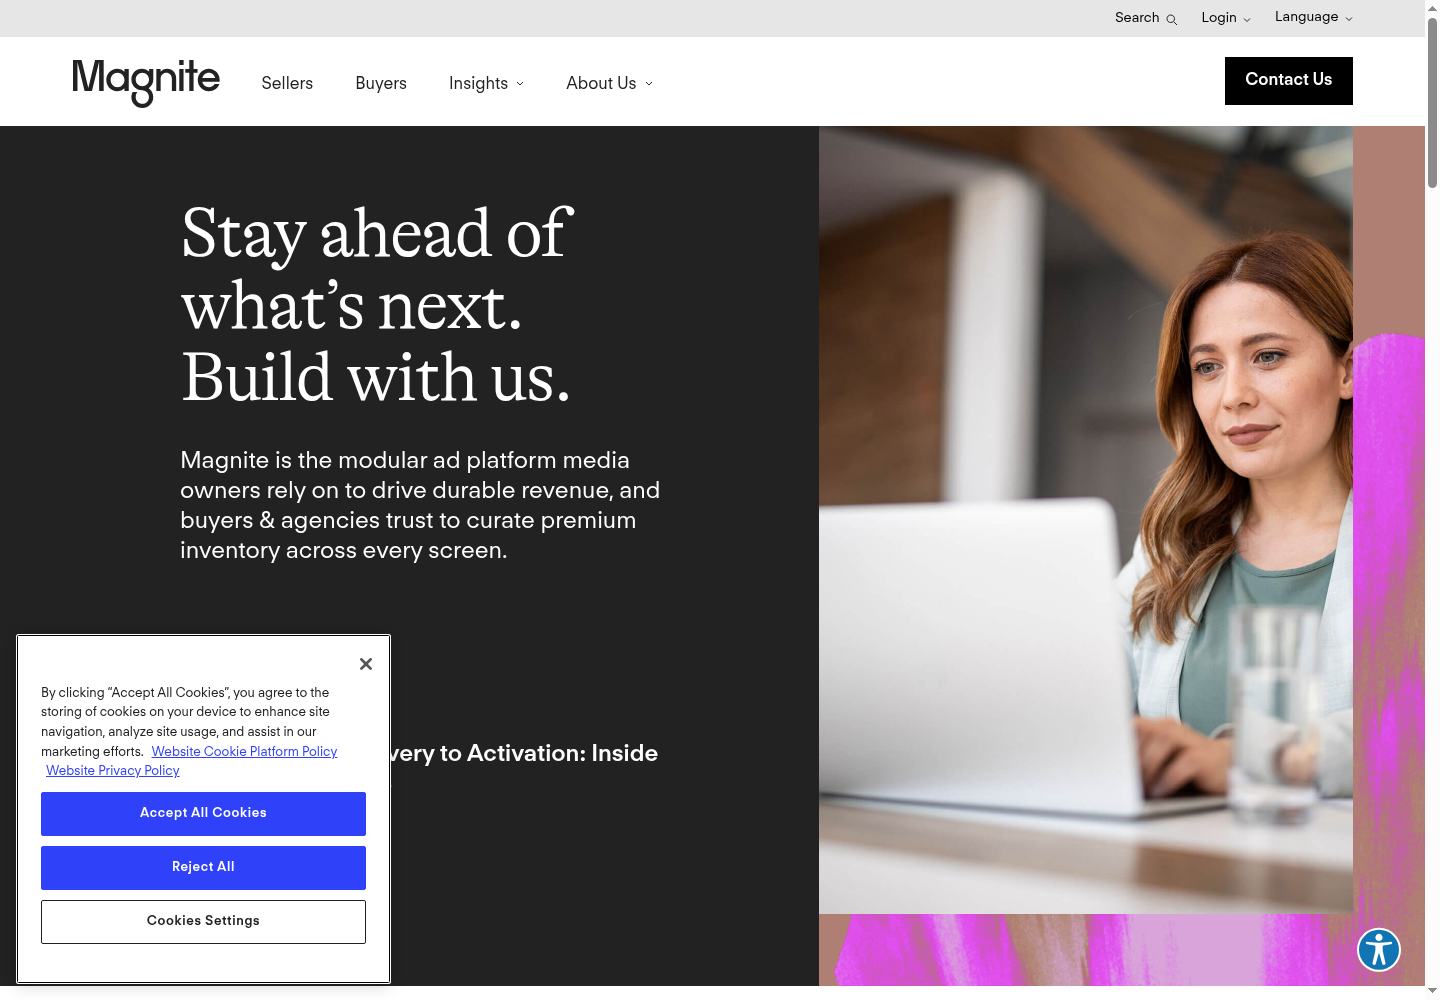 Search
Login
Language
Magnite
Sellers
Buyers
Insights
About Us
Contact Us
Stay ahead of
what’s next.
Build with us.
Magnite is the modular ad platform media
owners rely on to drive durable revenue, and
buyers & agencies trust to curate premium
inventory across every screen.
very to Activation: Inside
By clicking “Accept All Cookies”, you agree to the
storing of cookies on your device to enhance site
navigation, analyze site usage, and assist in our
marketing efforts. Website Cookie Platform Policy
Website Privacy Policy
Accept All Cookies
Reject All
Cookies Settings